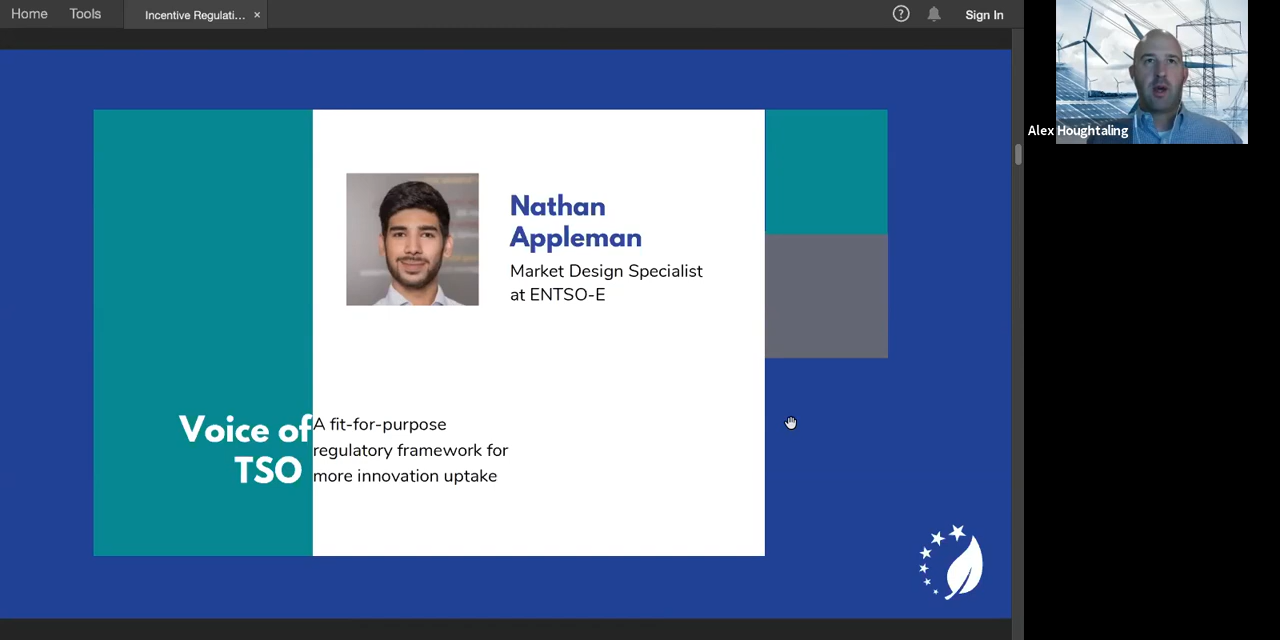 Home
Tools
Incentive Regulati...
×
?
Sign In
Alex Houghtaling
Nathan
Appleman
Market Design Specialist
at ENTSO-E
Voice of
TSO
A fit-for-purpose
regulatory framework for
more innovation uptake